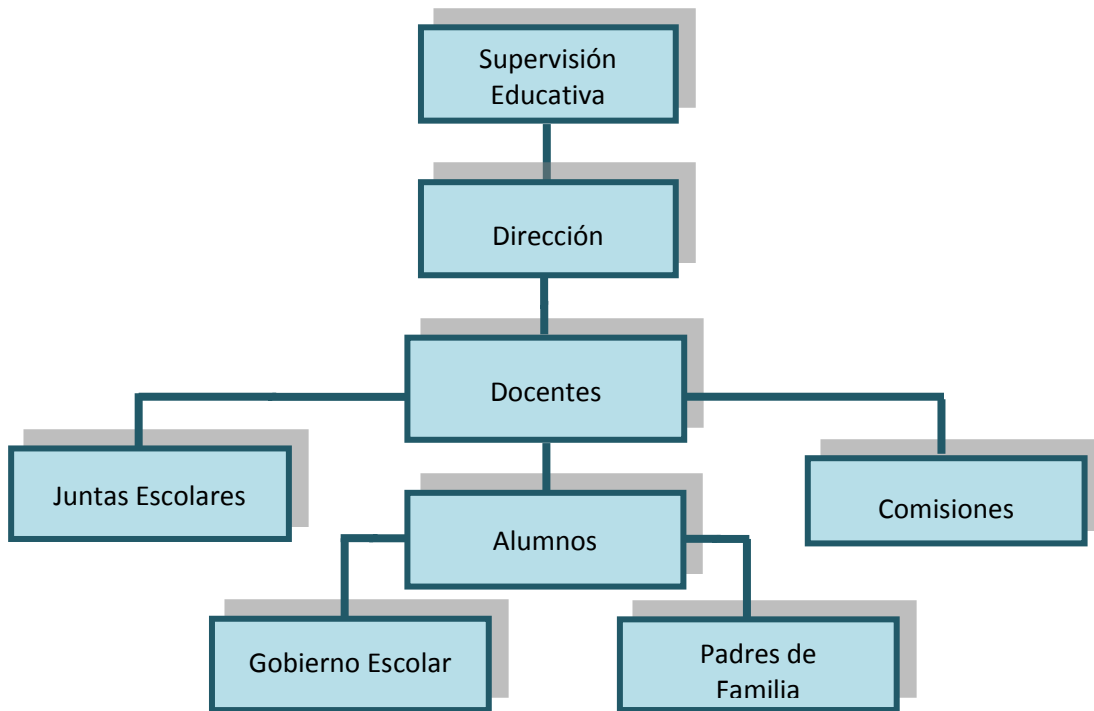 Supervisión
Educativa
Dirección
Docentes
Juntas Escolares
Comisiones
Alumnos
Gobierno Escolar
Padres de
Familia